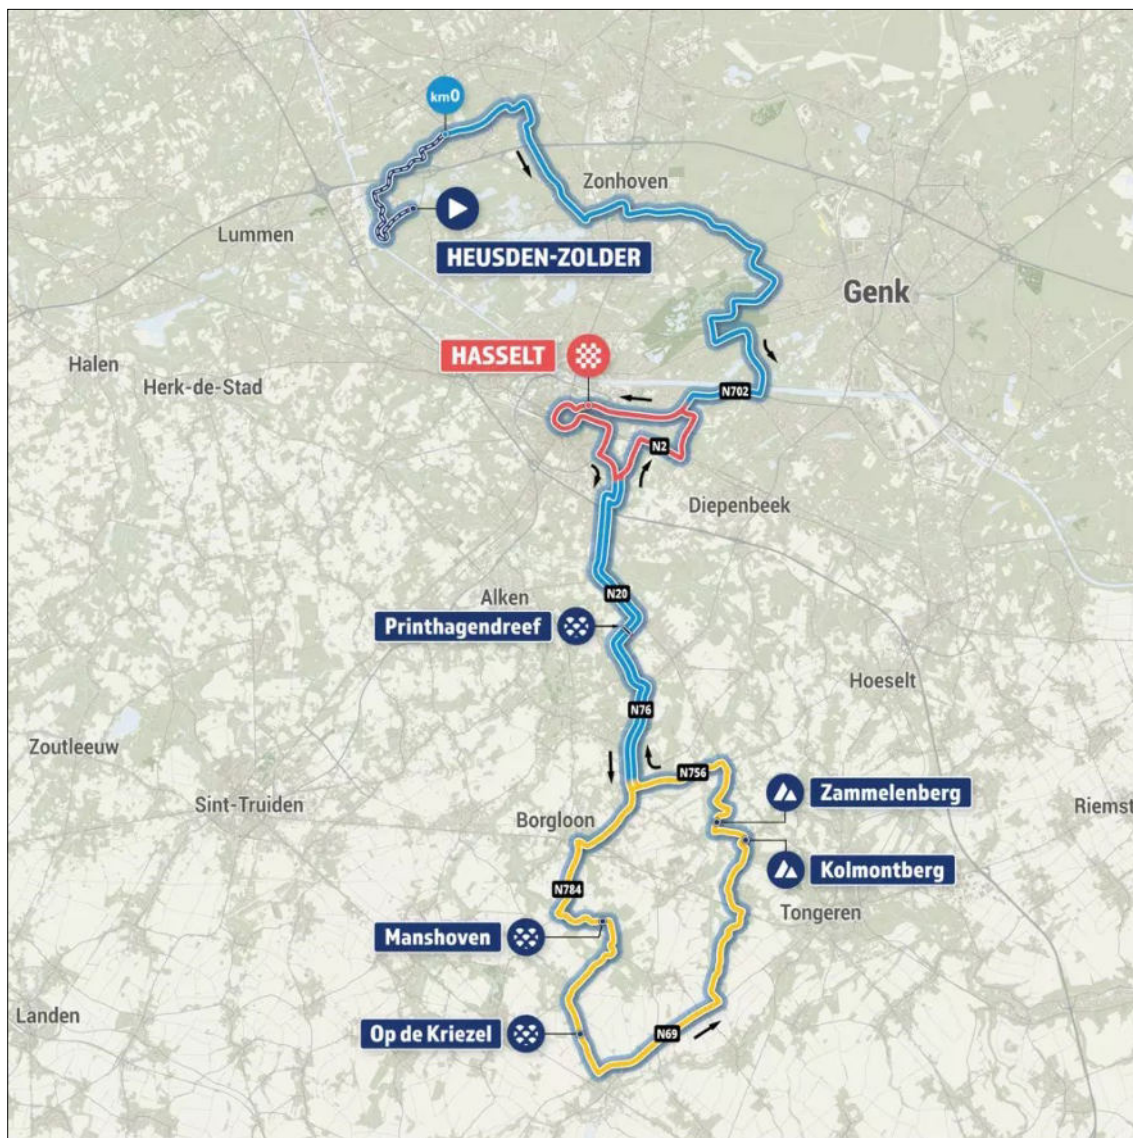 km0
Zonhoven
Lummen
HEUSDEN-ZOLDER
Genk
HASSELT
Halen
Herk-de-Stad
N702
N2
Diepenbeek
N20
Alken
Printhagendreef
Hoeselt
N76
Zoutleeuw
N756
Zammelenberg
Sint-Truiden
Riemst
Borgloon
Kolmontberg
N784
Tongeren
Manshoven
Landen
Op de Kriezel
N69